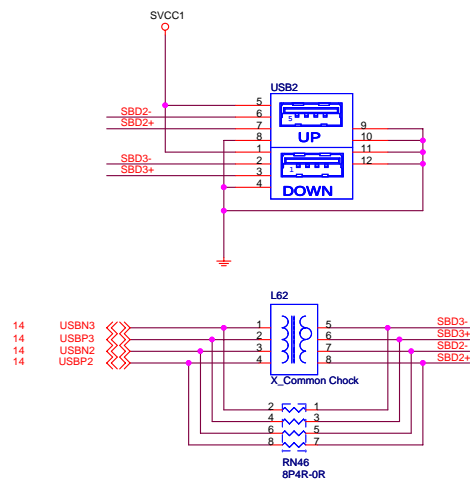 SVCC1
USB2
5
SBD2- 6
SBD2+ 7
8
5
UP
9
10
1
11
SBD3- 2
12
SBD3+ 3
4
1
DOWN
L62
14 USBN3 1 5 SBD3-
14 USBP3 2 6 SBD3+
14 USBN2 3 7 SBD2-
14 USBP2 4 8 SBD2+
X_Common Chock
2 1
4 3
6 5
8 7
RN46
8P4R-0R